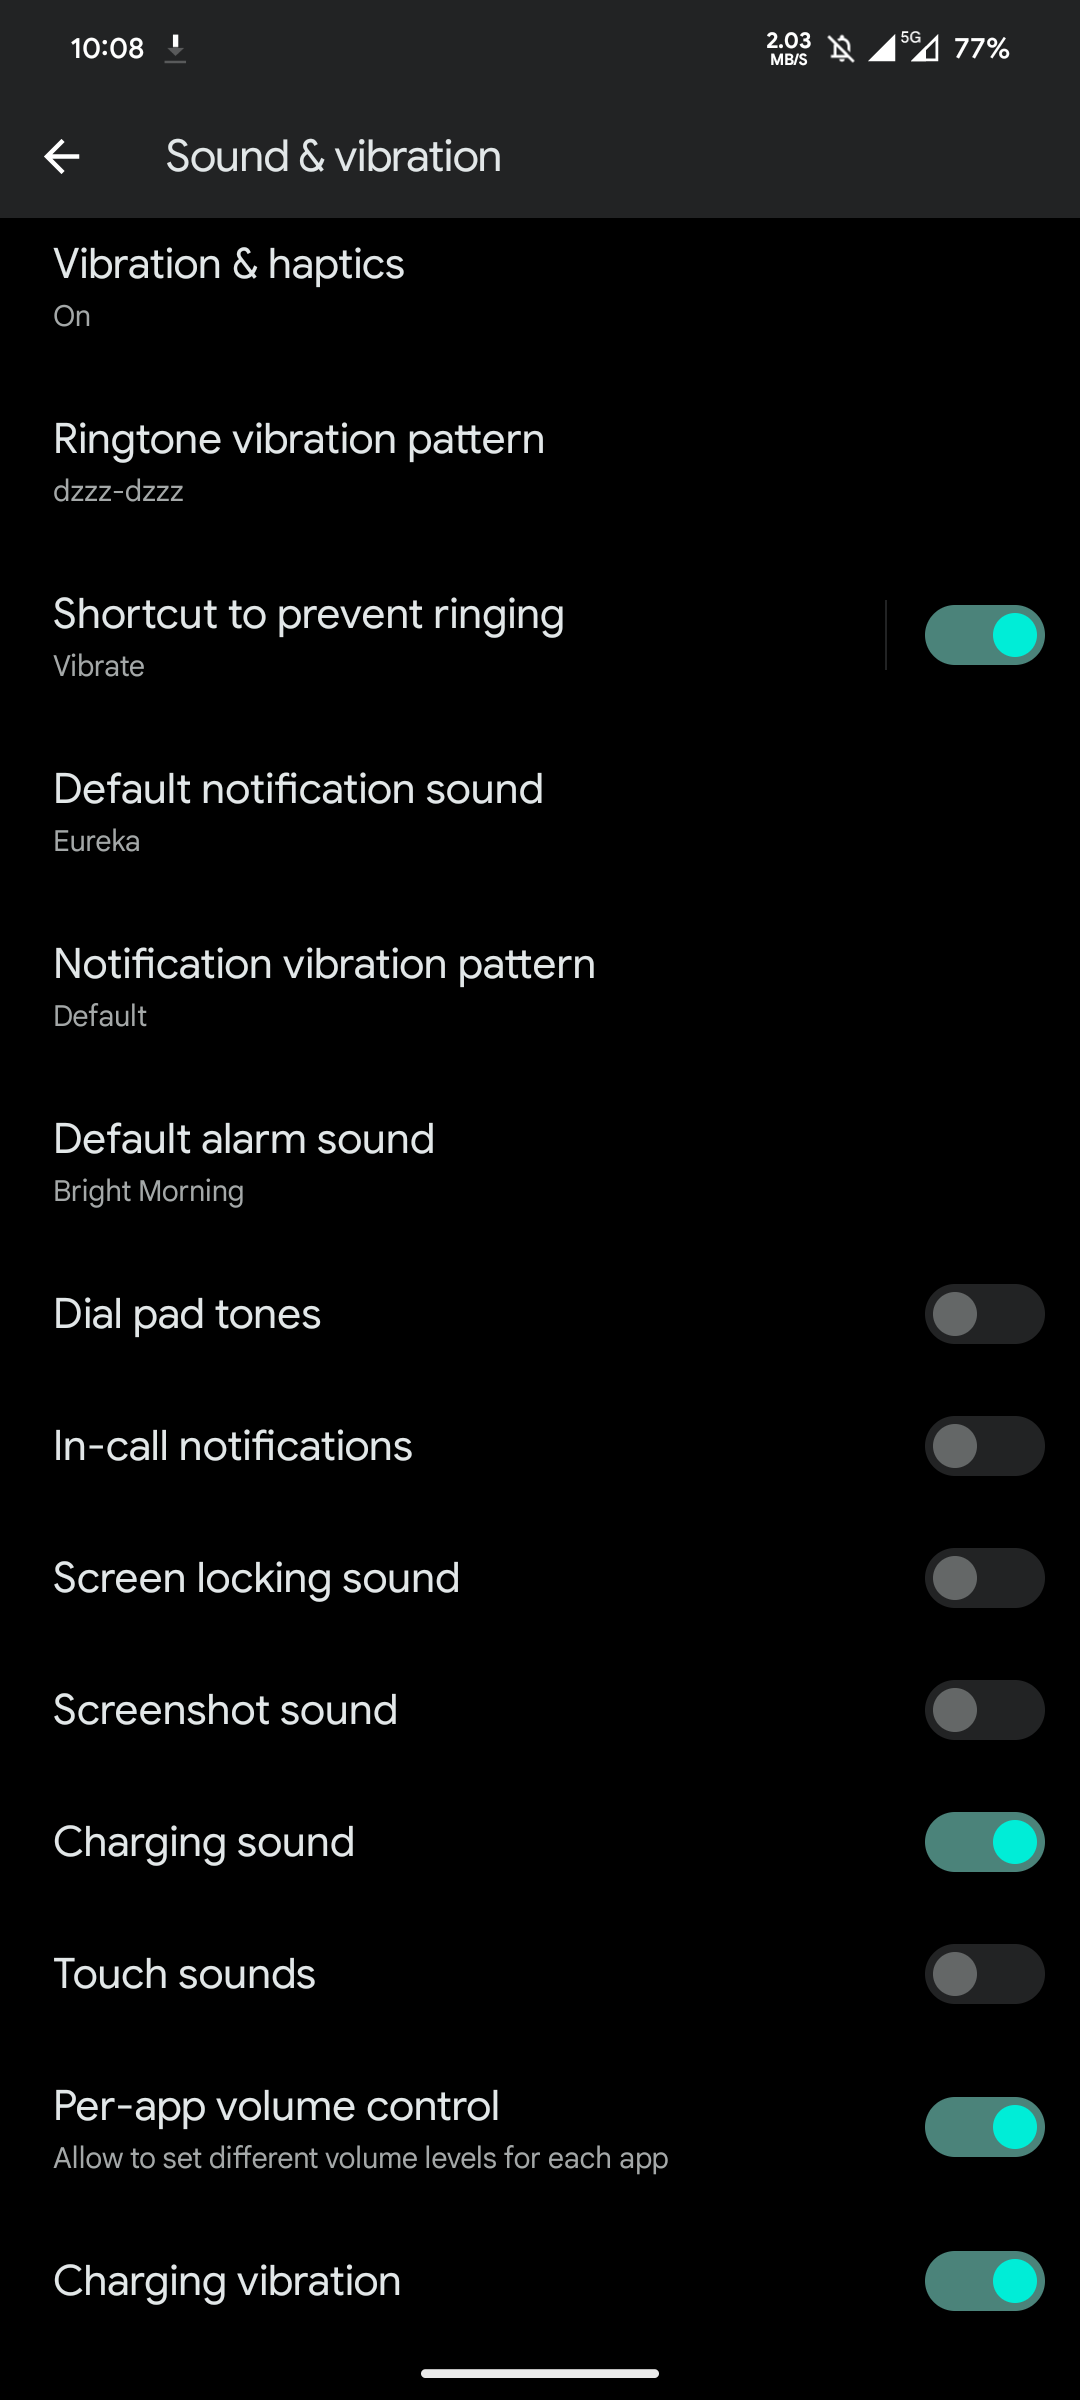 10:08
2.03
MB/S
5G
77%
Sound & vibration
Vibration & haptics
On
Ringtone vibration pattern
dzzz-dzzz
Shortcut to prevent ringing
Vibrate
Default notification sound
Eureka
Notification vibration pattern
Default
Default alarm sound
Bright Morning
Dial pad tones
In-call notifications
Screen locking sound
Screenshot sound
Charging sound
Touch sounds
Per-app volume control
Allow to set different volume levels for each app
Charging vibration